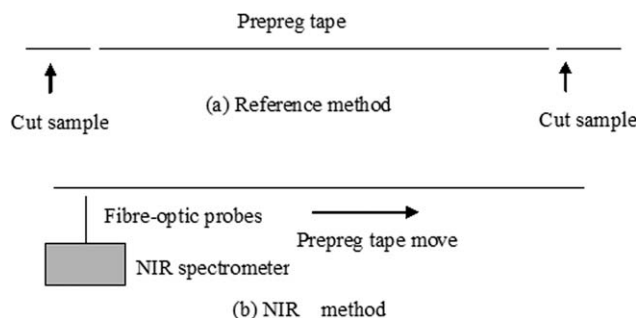 Prepreg tape
(a) Reference method
Cut sample
Cut sample
Fibre-optic probes
Prepreg tape move
NIR spectrometer
(b) NIR method